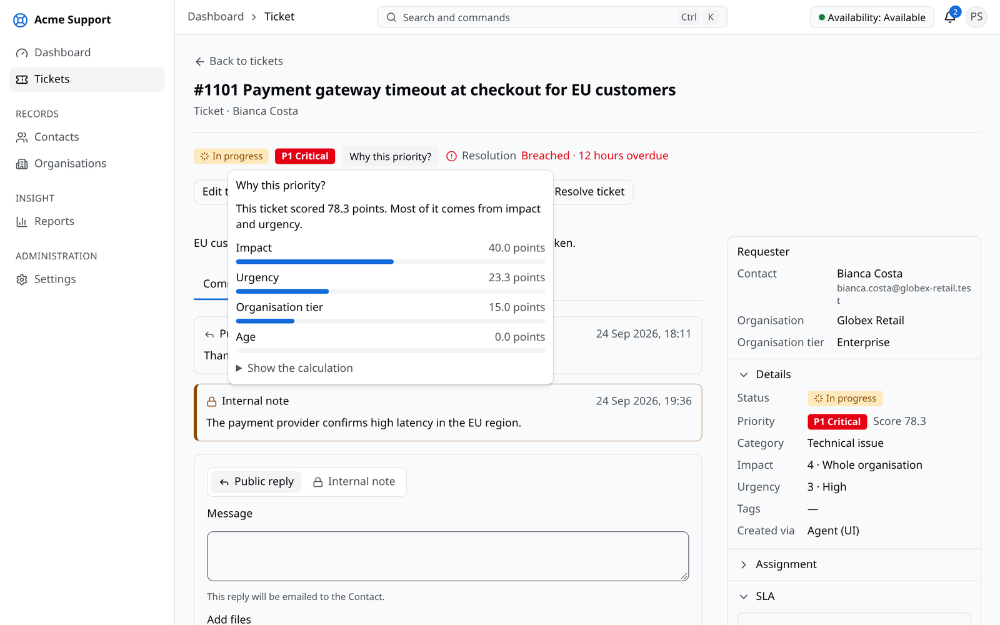 Acme Support
Dashboard
Tickets
RECORDS
Contacts
Organisations
INSIGHT
Reports
ADMINISTRATION
Settings
Dashboard > Ticket
Search and commands Ctrl K
Availability: Available
2
PS
Back to tickets
#1101 Payment gateway timeout at checkout for EU customers
Ticket · Bianca Costa
In progress P1 Critical Why this priority? Resolution Breached · 12 hours overdue
Edit t Resolve ticket
Why this priority?
This ticket scored 78.3 points. Most of it comes from impact
and urgency.
Impact 40.0 points
Urgency 23.3 points
Organisation tier 15.0 points
Age 0.0 points
Show the calculation
EU cus ken.
Com
24 Sep 2026, 18:11
Than
Internal note 24 Sep 2026, 19:36
The payment provider confirms high latency in the EU region.
Public reply Internal note
Message
This reply will be emailed to the Contact.
Add files
Requester
Contact Bianca Costa
bianca.costa@globex-retail.tes
t
Organisation Globex Retail
Organisation tier Enterprise
Details
Status In progress
Priority P1 Critical Score 78.3
Category Technical issue
Impact 4 · Whole organisation
Urgency 3 · High
Tags —
Created via Agent (UI)
Assignment
SLA